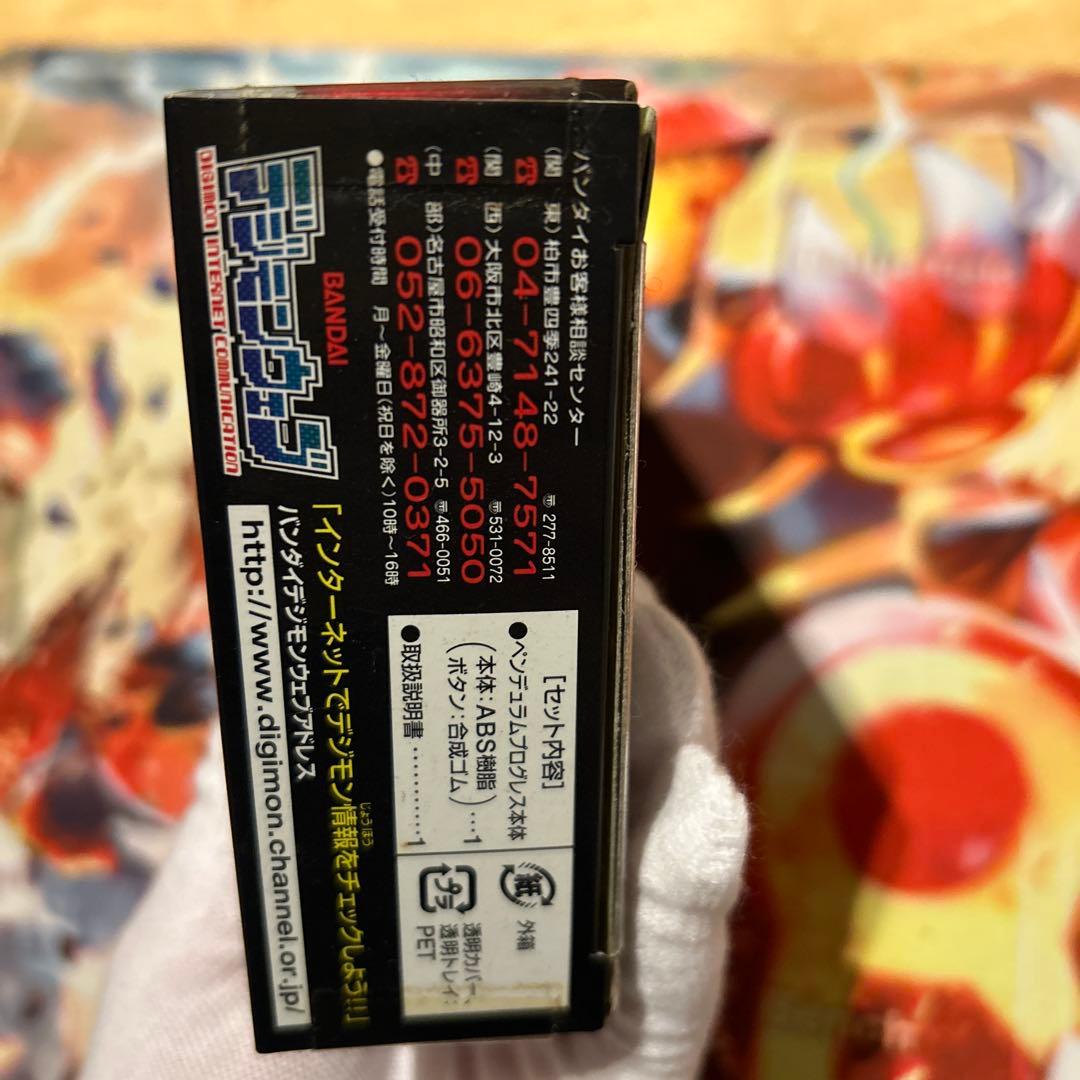 バンダイお客様相談センター
(関　東)柏市豊四季241-22 〒277-8511
☎04-7148-7571
(関　西)大阪市北区豊崎4-12-3 〒531-0072
☎06-6375-5050
(中　部)名古屋市昭和区御器所3-2-5 〒466-0051
☎052-872-0371
●電話受付時間　月〜金曜日(祝日を除く)10時〜16時
BANDAI
デジモンウェブ
DIGIMON INTERNET COMMUNICATION
[セット内容]
●ペンデュラムプログレス本体
(本体:ABS樹脂
ボタン:合成ゴム)…1
●取扱説明書………1
紙
外箱
プラ
透明カバー、
透明トレイ:
PET
じょうほう
「インターネットでデジモン情報をチェックしよう!!」
バンダイデジモンウェブアドレス
http://www.digimon.channel.or.jp/